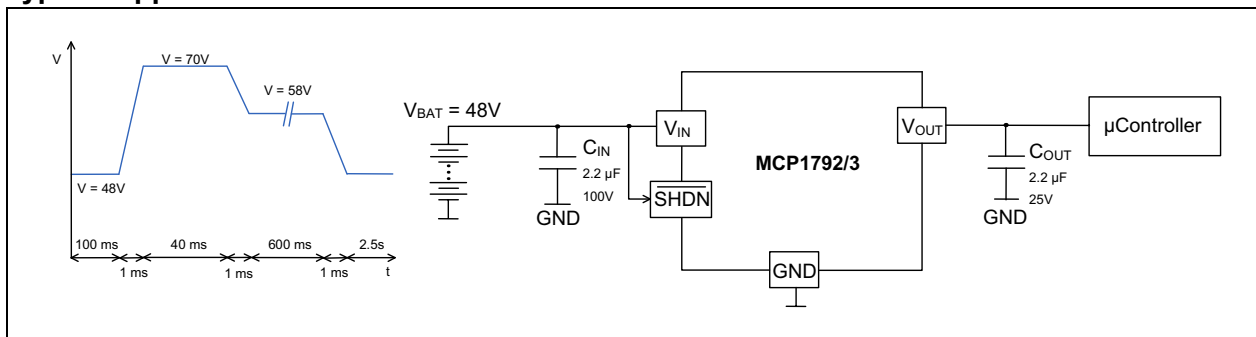 V
V = 70V
V = 58V
V = 48V
100 ms
1 ms
40 ms
1 ms
600 ms
1 ms
2.5s
t
VBAT = 48V
CIN
2.2 µF
100V
GND
VIN
SHDN
MCP1792/3
GND
VOUT
COUT
2.2 µF
25V
GND
µController